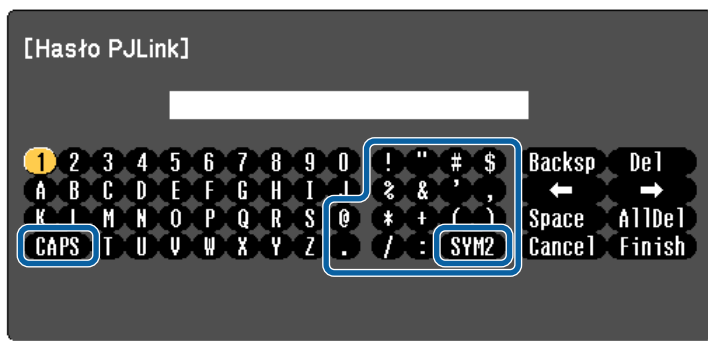 [Hasło PJLink]
1 2 3 4 5 6 7 8 9 0 ! " # $ Backsp Del
A B C D E F G H I J % & ' , ← →
K L M N O P Q R S @ * + ( ) Space AllDel
CAPS T U V W X Y Z . / : SYM2 Cancel Finish